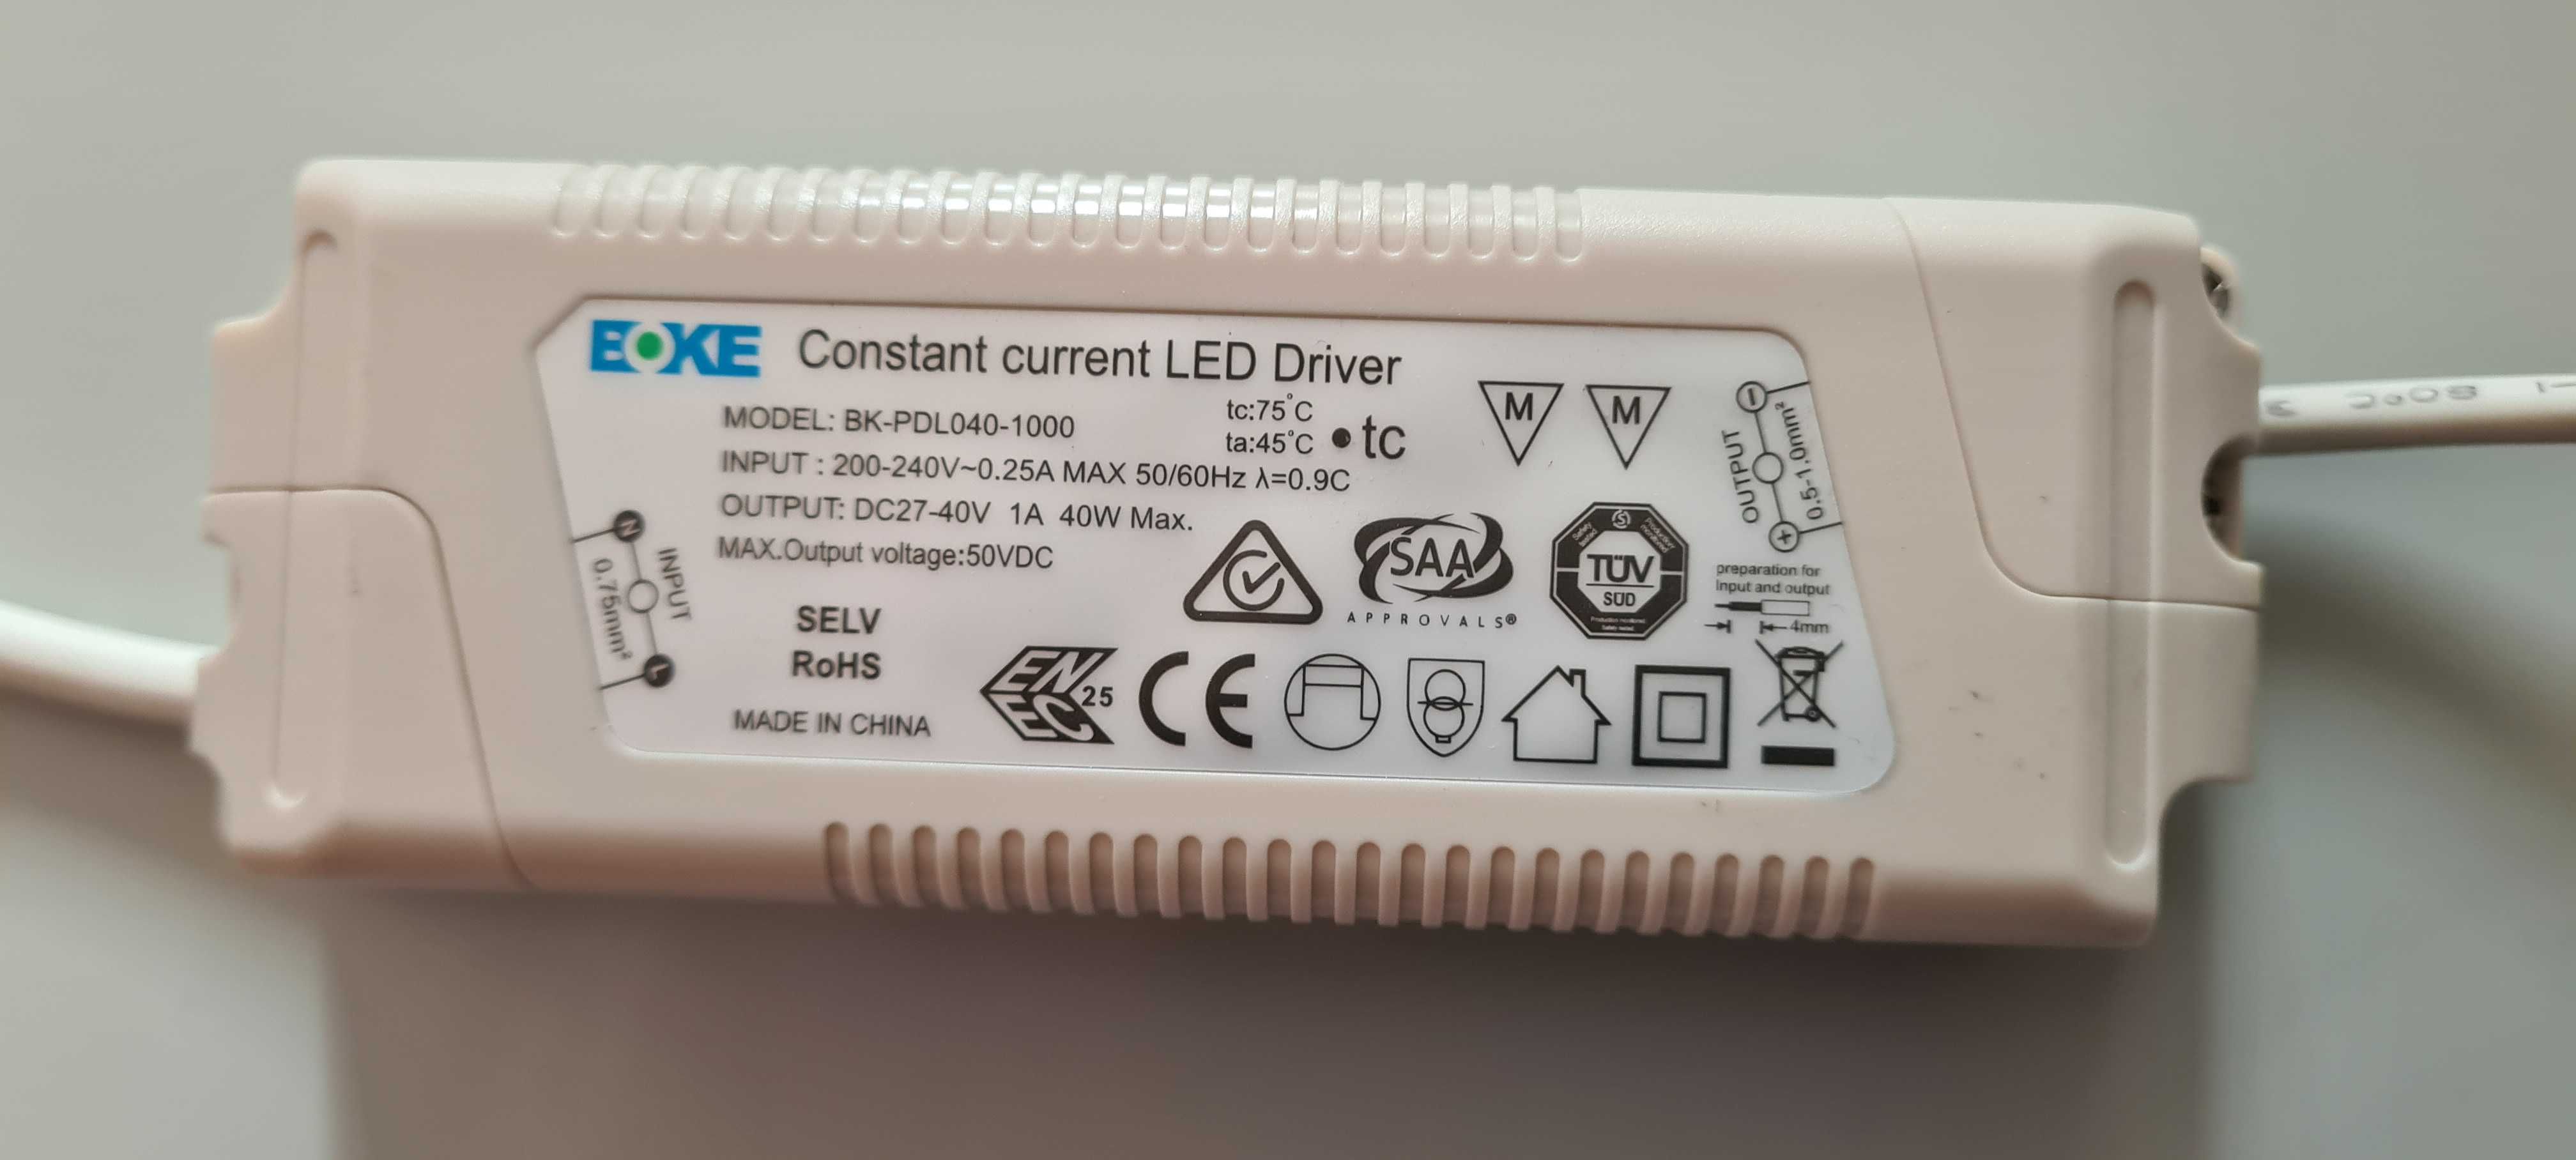 EOKE Constant current LED Driver
MODEL: BK-PDL040-1000
tc:75°C
ta:45°C
•tc
INPUT : 200-240V~0.25A MAX 50/60Hz λ=0.9C
OUTPUT: DC27-40V 1A 40W Max.
MAX.Output voltage:50VDC
M
M
OUTPUT
0.5-1.0mm²
N
INPUT
0.75mm²
L
SELV
RoHS
MADE IN CHINA
SAA
APPROVALS®
TÜV
SÜD
preparation for
Input and output
4mm
EN
EC
25
CE